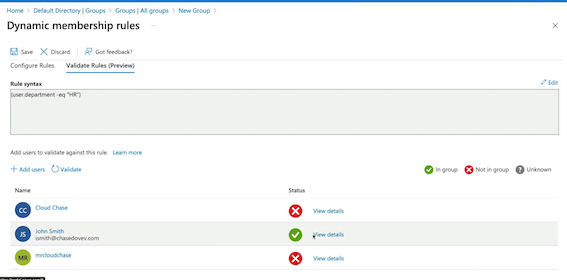 Home > Default Directory | Groups > Groups | All groups > New Group >
Dynamic membership rules ...
Save Discard Got feedback?
Configure Rules Validate Rules (Preview)
Rule syntax Edit
(user.department -eq "HR")
Add users to validate against this rule. Learn more
+ Add users Validate In group Not in group ? Unknown
Name Status
CC Cloud Chase View details
JS John Smith View details
jsmith@chasedovey.com
MR mrcloudchase View details